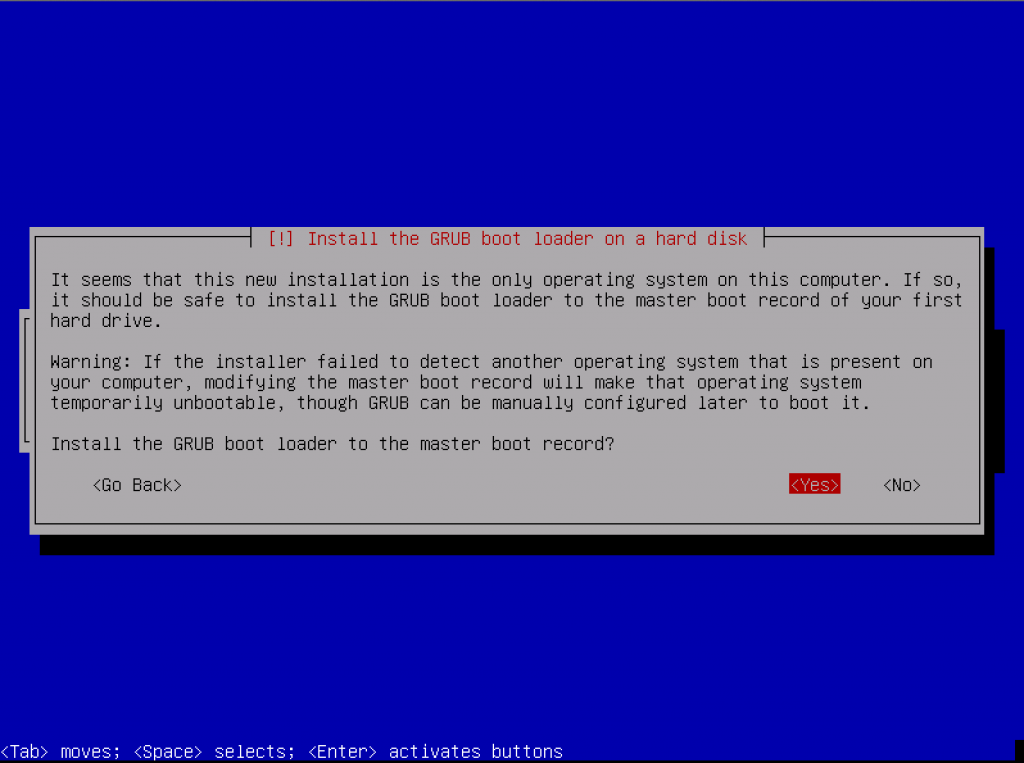 [!] Install the GRUB boot loader on a hard disk
It seems that this new installation is the only operating system on this computer. If so,
it should be safe to install the GRUB boot loader to the master boot record of your first
hard drive.
Warning: If the installer failed to detect another operating system that is present on
your computer, modifying the master boot record will make that operating system
temporarily unbootable, though GRUB can be manually configured later to boot it.
Install the GRUB boot loader to the master boot record?
<Go Back> <Yes> <No>
<Tab> moves; <Space> selects; <Enter> activates buttons